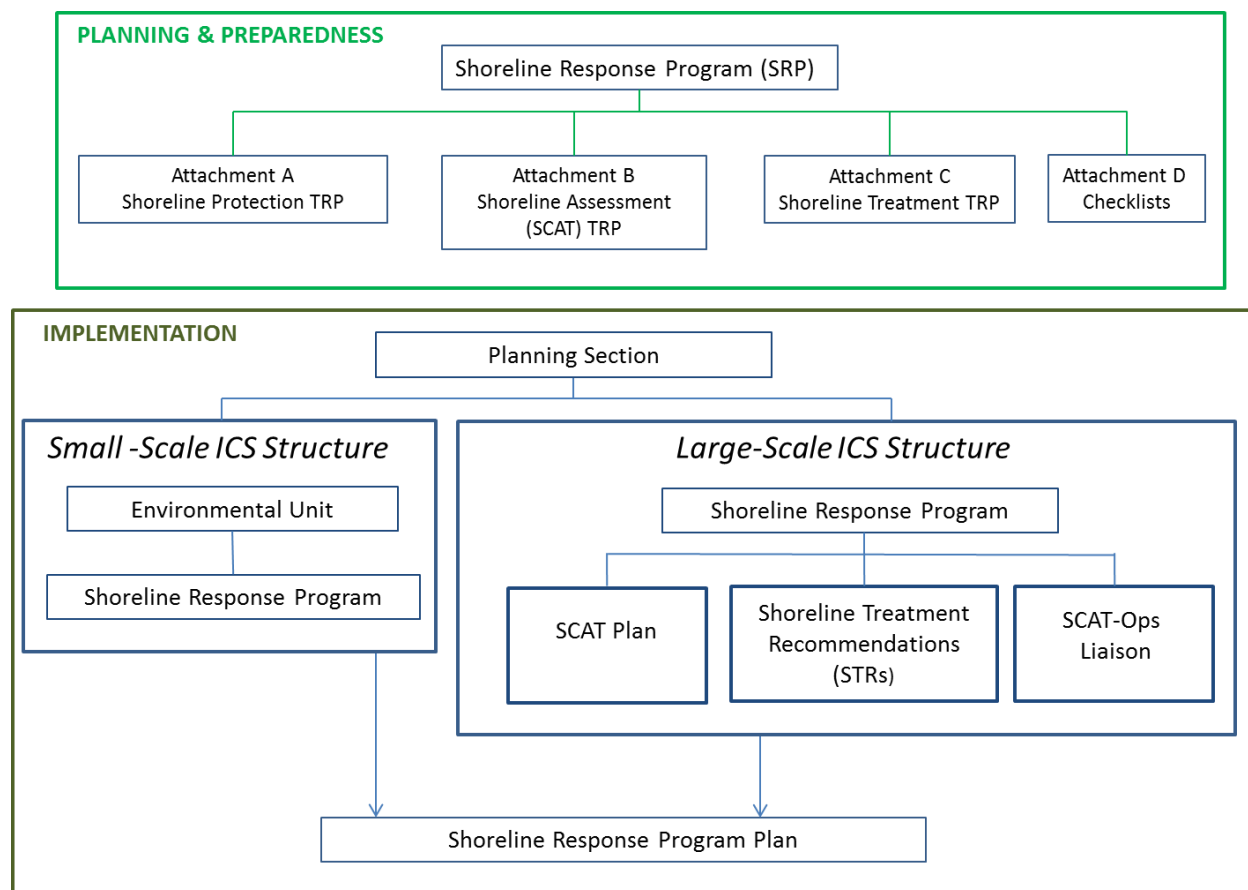 PLANNING & PREPAREDNESS
Shoreline Response Program (SRP)
Attachment A
Shoreline Protection TRP
Attachment B
Shoreline Assessment
(SCAT) TRP
Attachment C
Shoreline Treatment TRP
Attachment D
Checklists
IMPLEMENTATION
Planning Section
Small -Scale ICS Structure
Environmental Unit
Shoreline Response Program
Large-Scale ICS Structure
Shoreline Response Program
SCAT Plan
Shoreline Treatment
Recommendations
(STRs)
SCAT-Ops
Liaison
Shoreline Response Program Plan